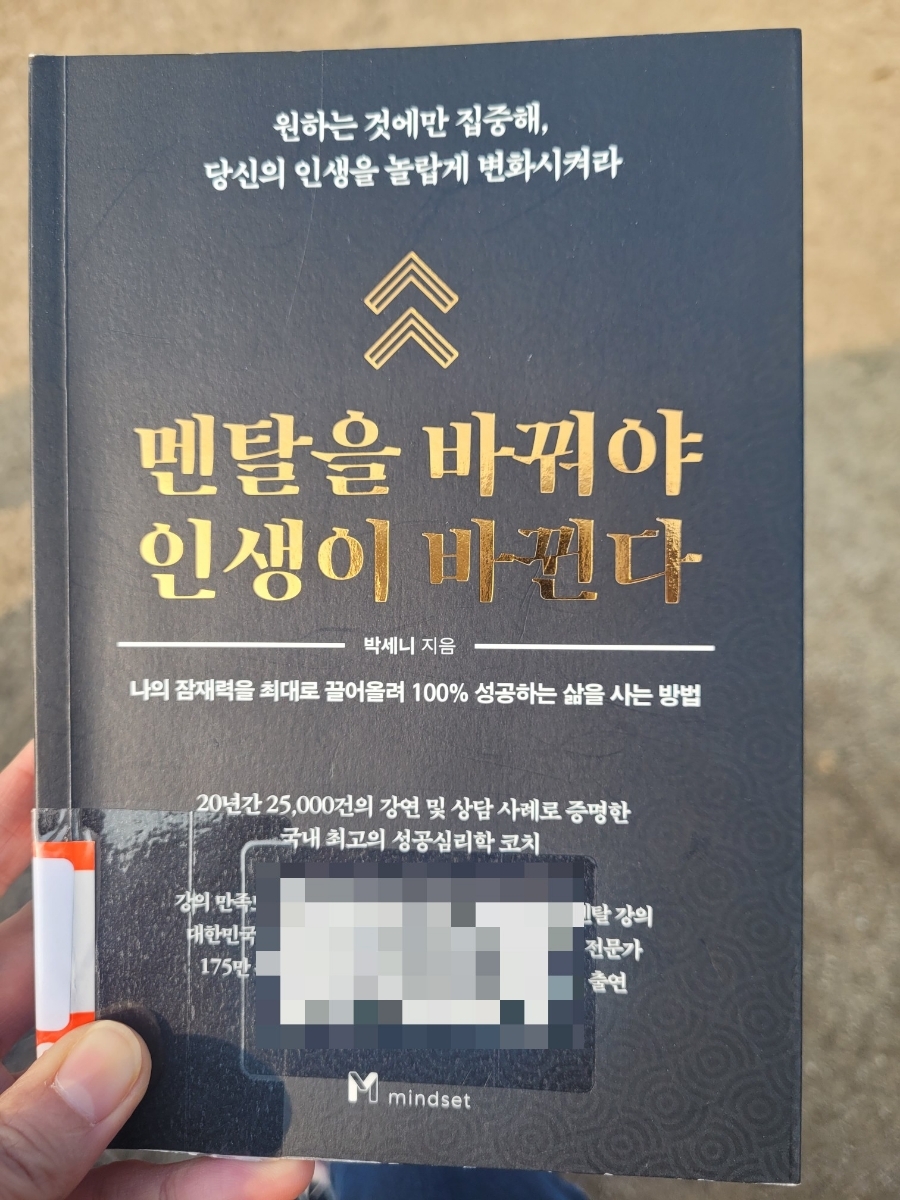 원하는 것에만 집중해,
당신의 인생을 놀랍게 변화시켜라
멘탈을 바꿔야
인생이 바뀐다
박세니 지음
나의 잠재력을 최대로 끌어올려 100% 성공하는 삶을 사는 방법
20년간 25,000건의 강연 및 상담 사례로 증명한
국내 최고의 성공심리학 코치
강의 강의
대한민국 전문가
175만 출연
M mindset